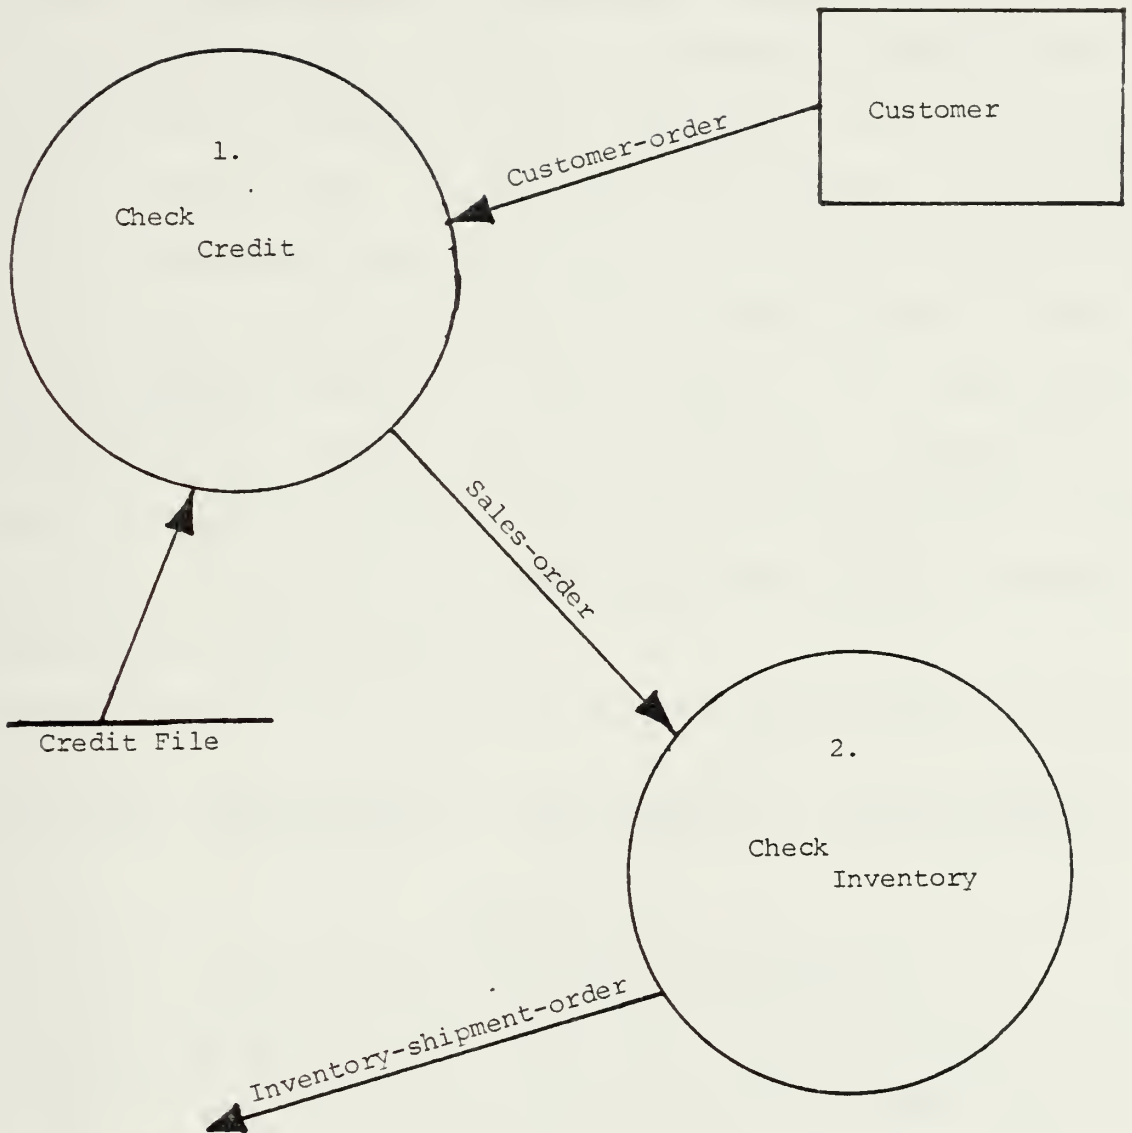 Customer
Customer-order
1.
Check
Credit
Sales-order
Credit File
2.
Check
Inventory
Inventory-shipment-order